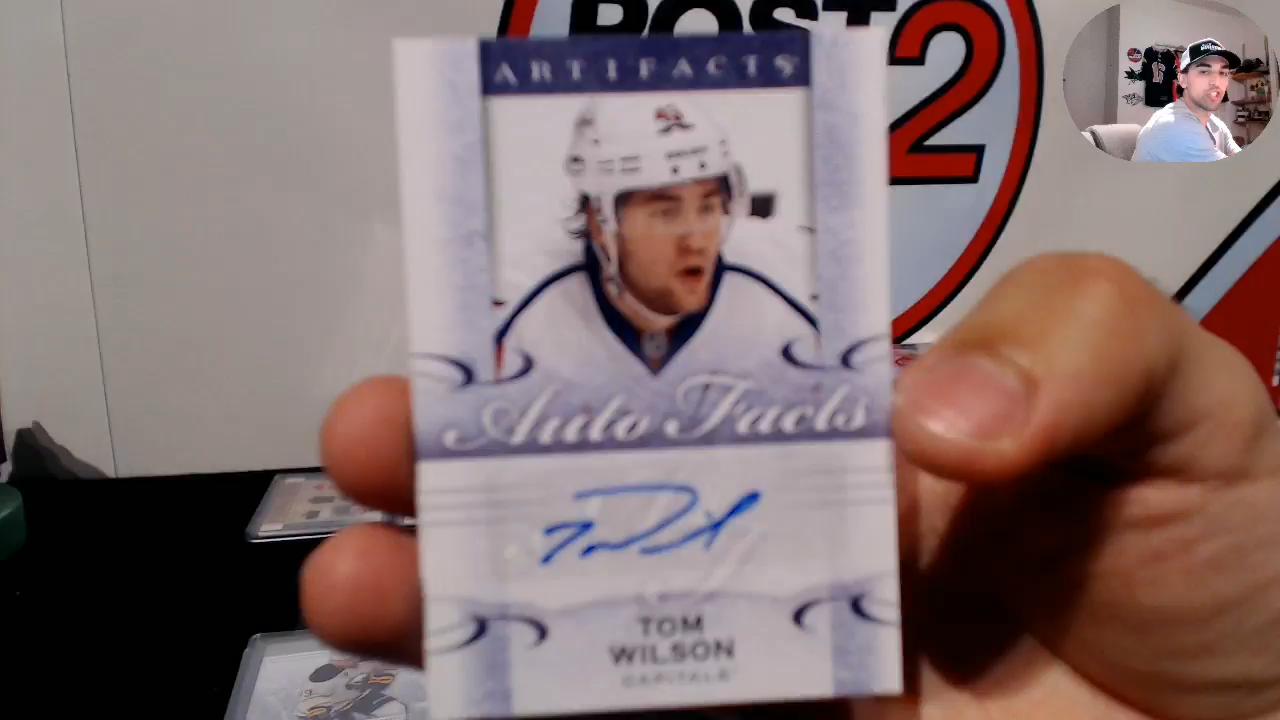 POST
2
ARTIFACTS
Auto Facts
TOM
WILSON
CAPITALS